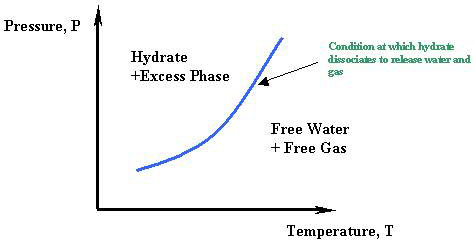 Pressure, P
Hydrate
+Excess Phase
Condition at which hydrate
dissociates to release water and
gas
Free Water
+ Free Gas
Temperature, T